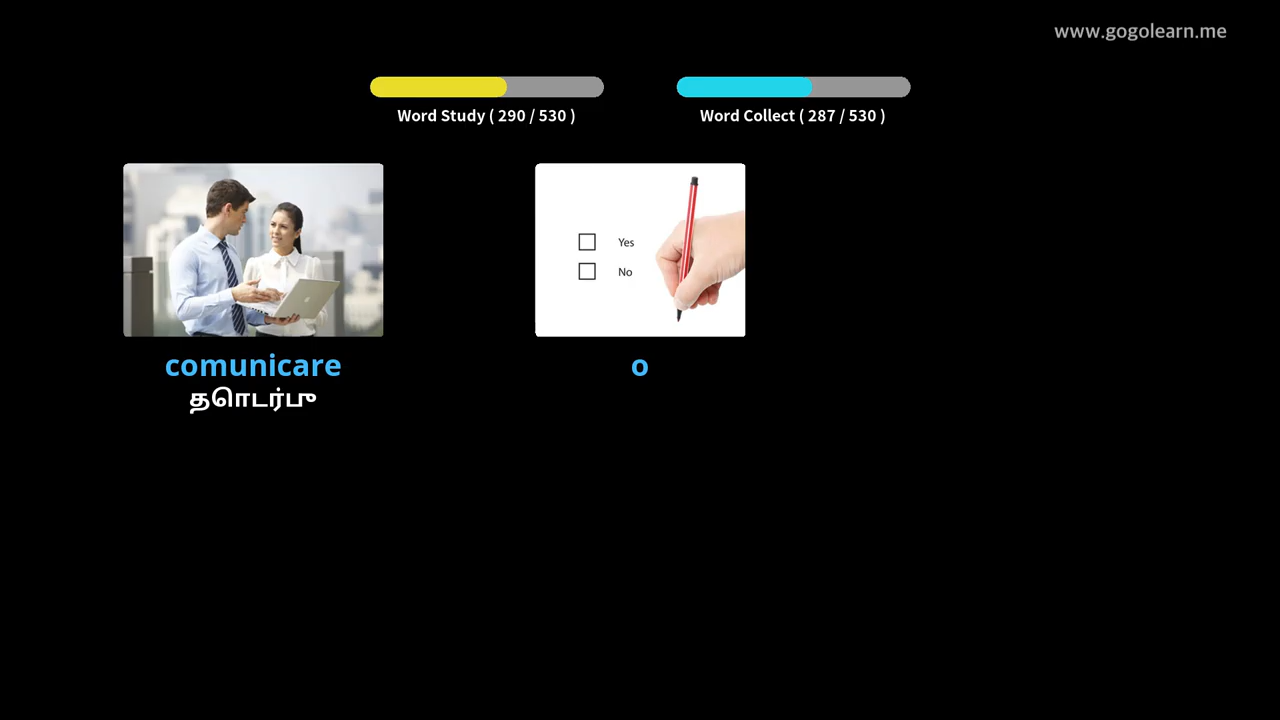 www.gogolearn.me
Word Study ( 290 / 530 )
Word Collect ( 287 / 530 )
Yes
No
comunicare
o
தொடர்பு